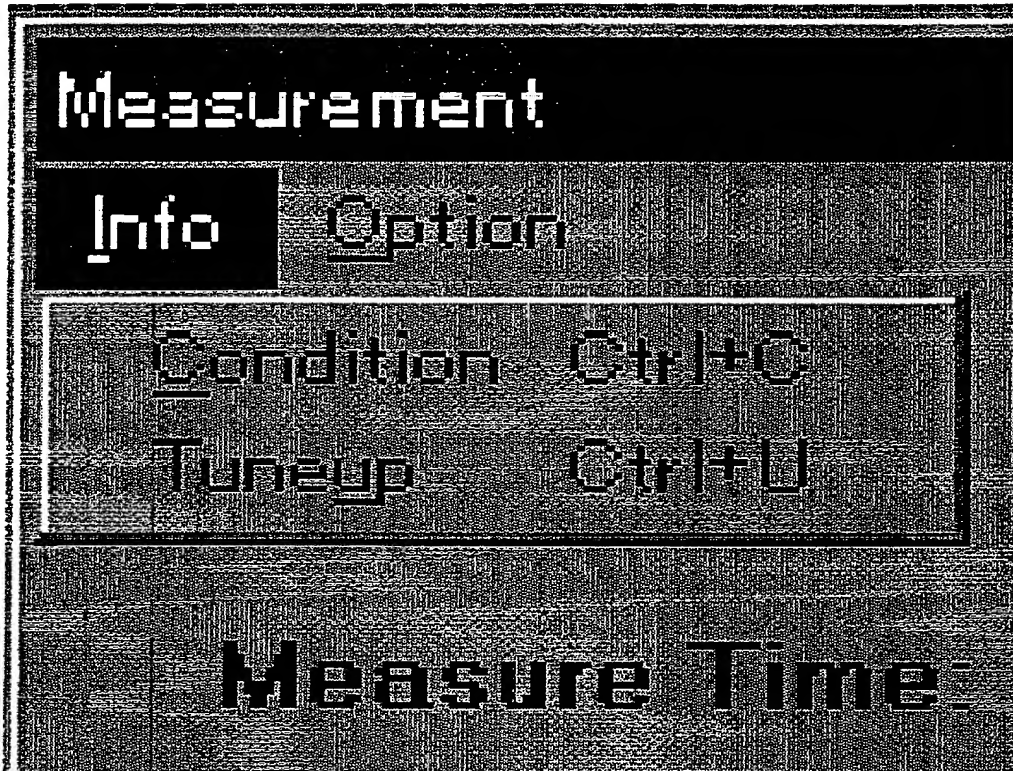 Measurement
Info Option
Condition Ctrl+C
Tuneup Ctrl+U
Measure Time: